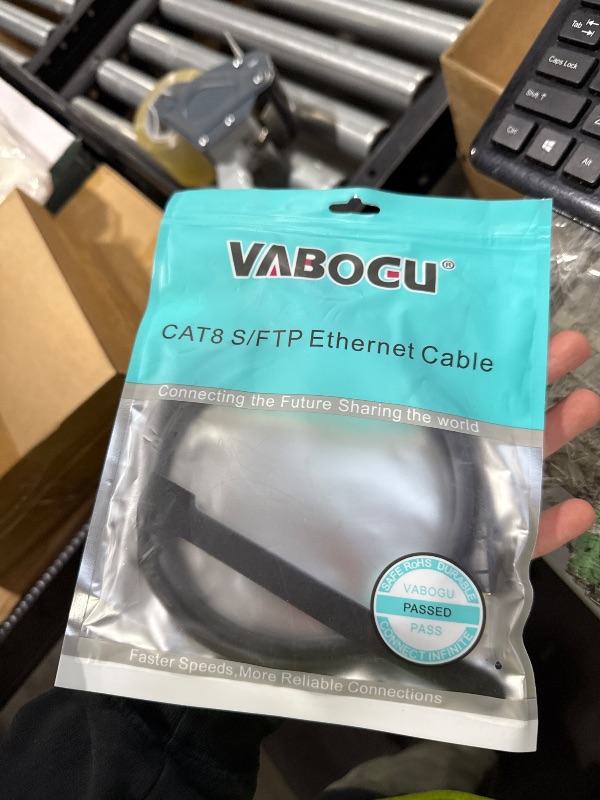 Tab
Caps Lock
Shift
Ctrl
Alt
VABOGU®
CAT8 S/FTP Ethernet Cable
Connecting the Future Sharing the world
SAFE RoHS DURABLE
VABOGU
PASSED
PASS
CONNECT INFINITE
Faster Speeds,More Reliable Connections